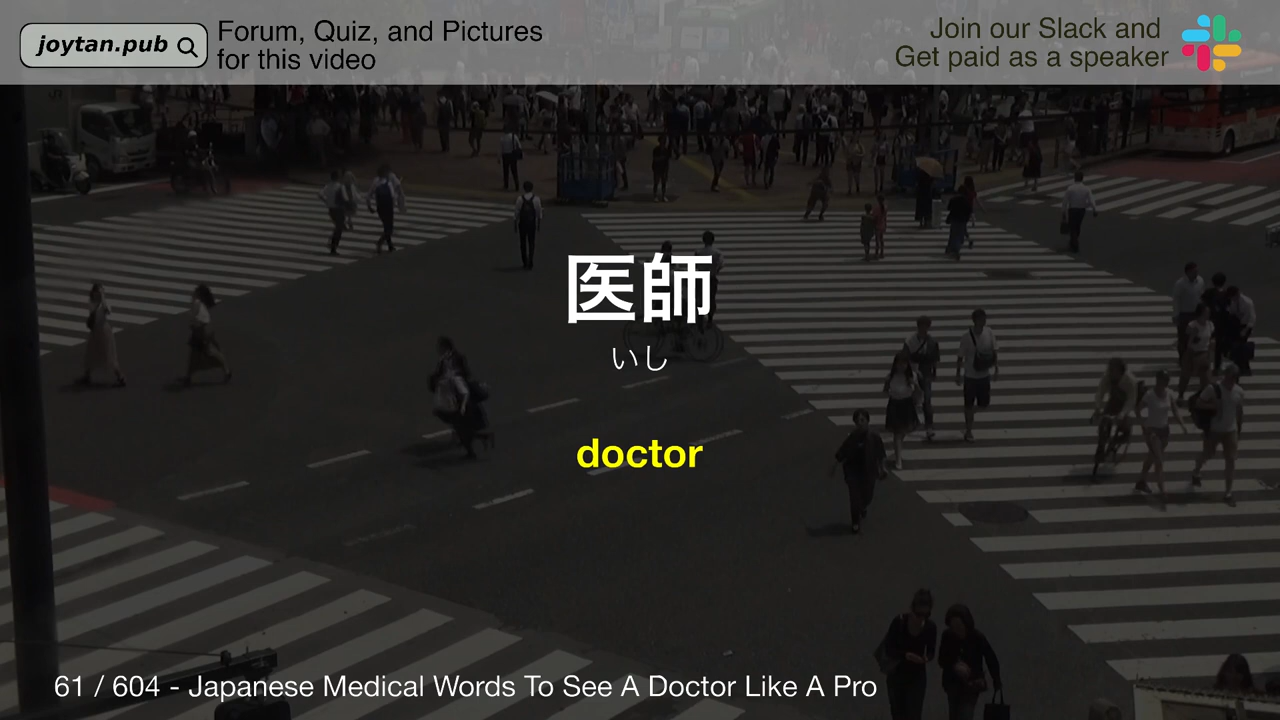 joytan.pub
Forum, Quiz, and Pictures
for this video
Join our Slack and
Get paid as a speaker
医師
いし
doctor
61 / 604 - Japanese Medical Words To See A Doctor Like A Pro